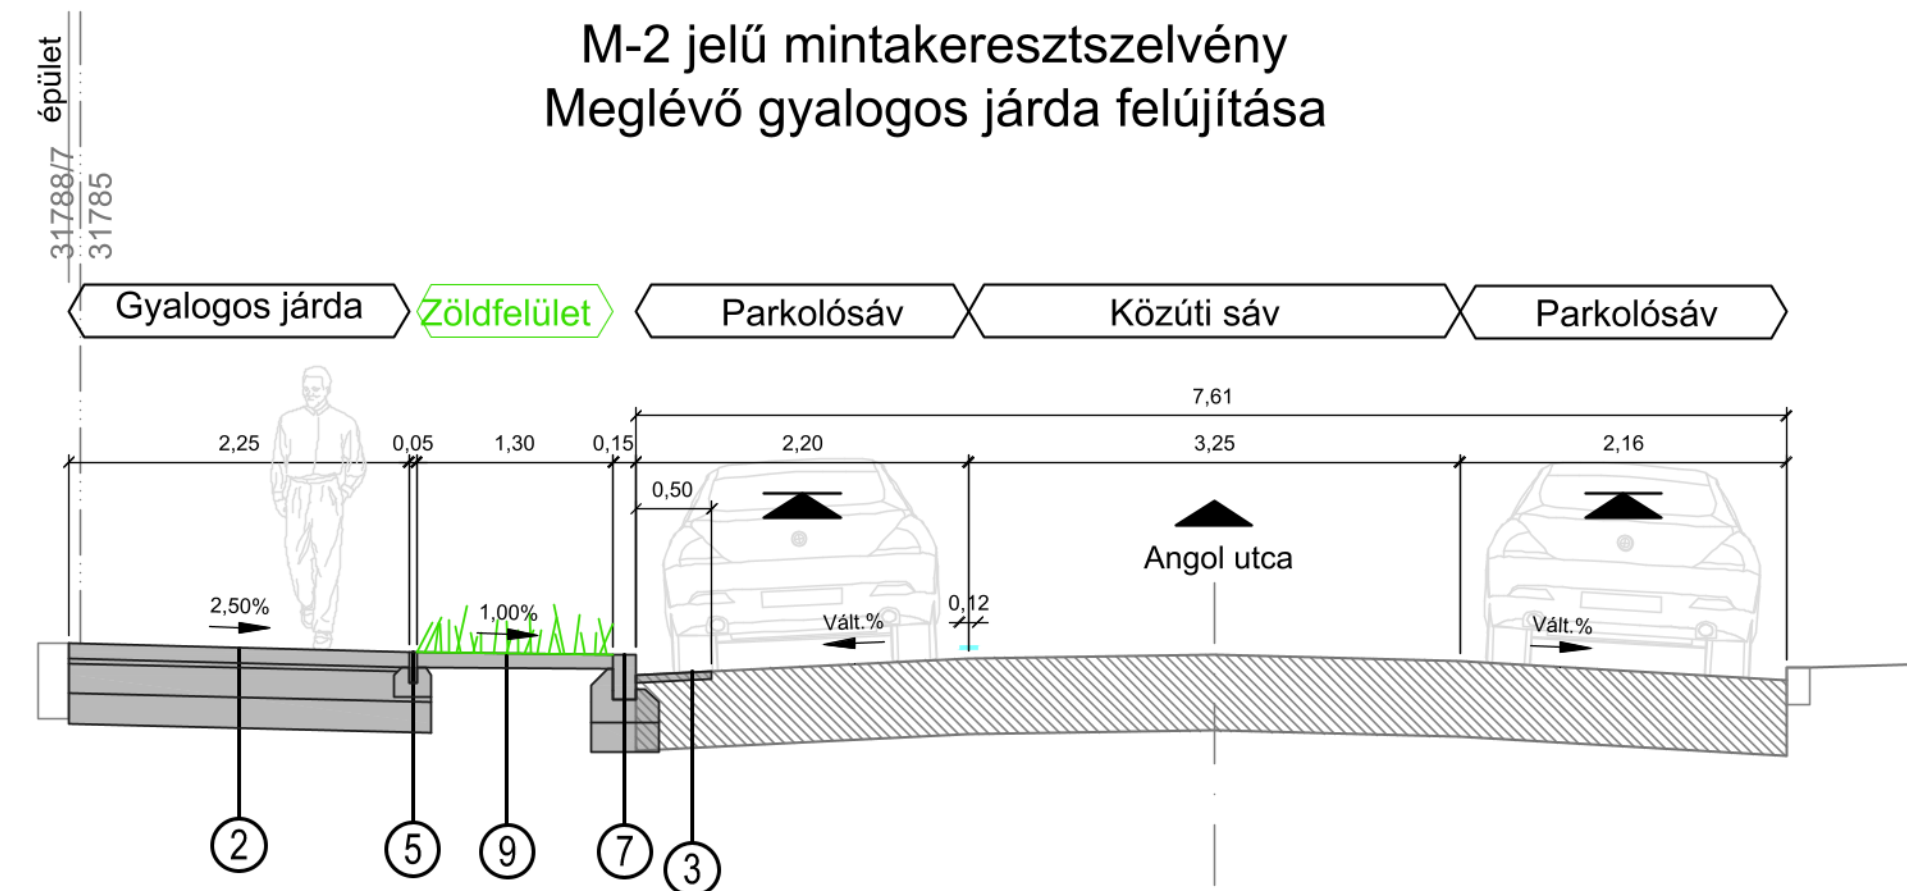 M-2 jelű mintakeresztszelvény
Meglévő gyalogos járda felújítása
épület
31788/7
31785
Gyalogos járda
Zöldfelület
Parkolósáv
Közúti sáv
Parkolósáv
7,61
2,25
0,05
1,30
0,15
2,20
3,25
2,16
0,50
Angol utca
2,50%
1,00%
0,12
Vált.%
Vált.%
2
5
9
7
3